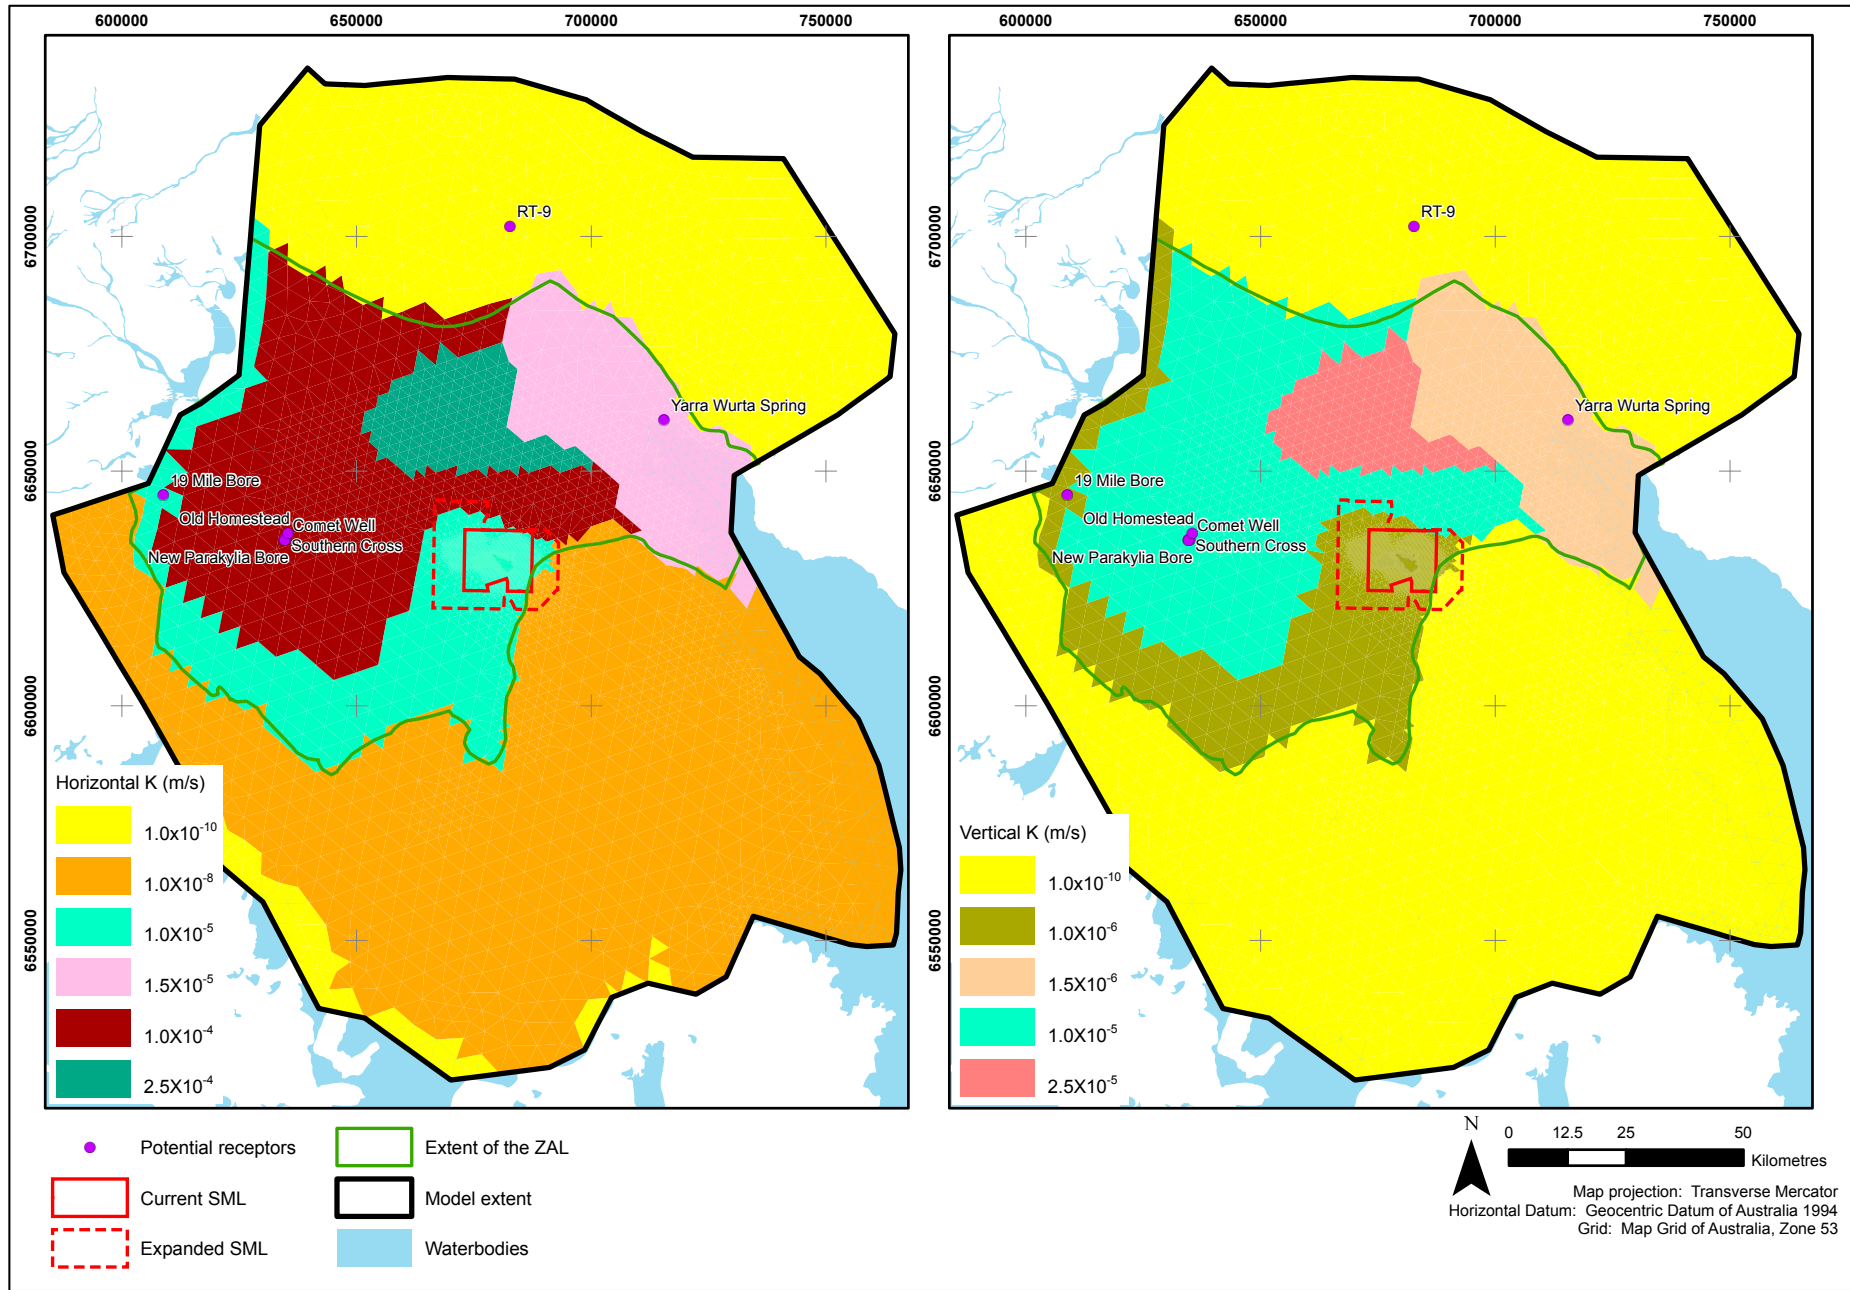 600000 650000 700000 750000
600000 650000 700000 750000
6700000
6650000
6600000
6550000
RT-9
Yarra Wurta Spring
19 Mile Bore
Old Homestead
Comet Well
Southern Cross
New Parakylia Bore
Horizontal K (m/s)
1.0x10-10
1.0X10-8
1.0X10-5
1.5X10-5
1.0X10-4
2.5X10-4
6700000
6650000
6600000
6550000
RT-9
Yarra Wurta Spring
19 Mile Bore
Old Homestead
Comet Well
Southern Cross
New Parakylia Bore
Vertical K (m/s)
1.0x10-10
1.0X10-6
1.5X10-6
1.0X10-5
2.5X10-5
Potential receptors
Current SML
Expanded SML
Extent of the ZAL
Model extent
Waterbodies
N
0 12.5 25 50
Kilometres
Map projection: Transverse Mercator
Horizontal Datum: Geocentric Datum of Australia 1994
Grid: Map Grid of Australia, Zone 53